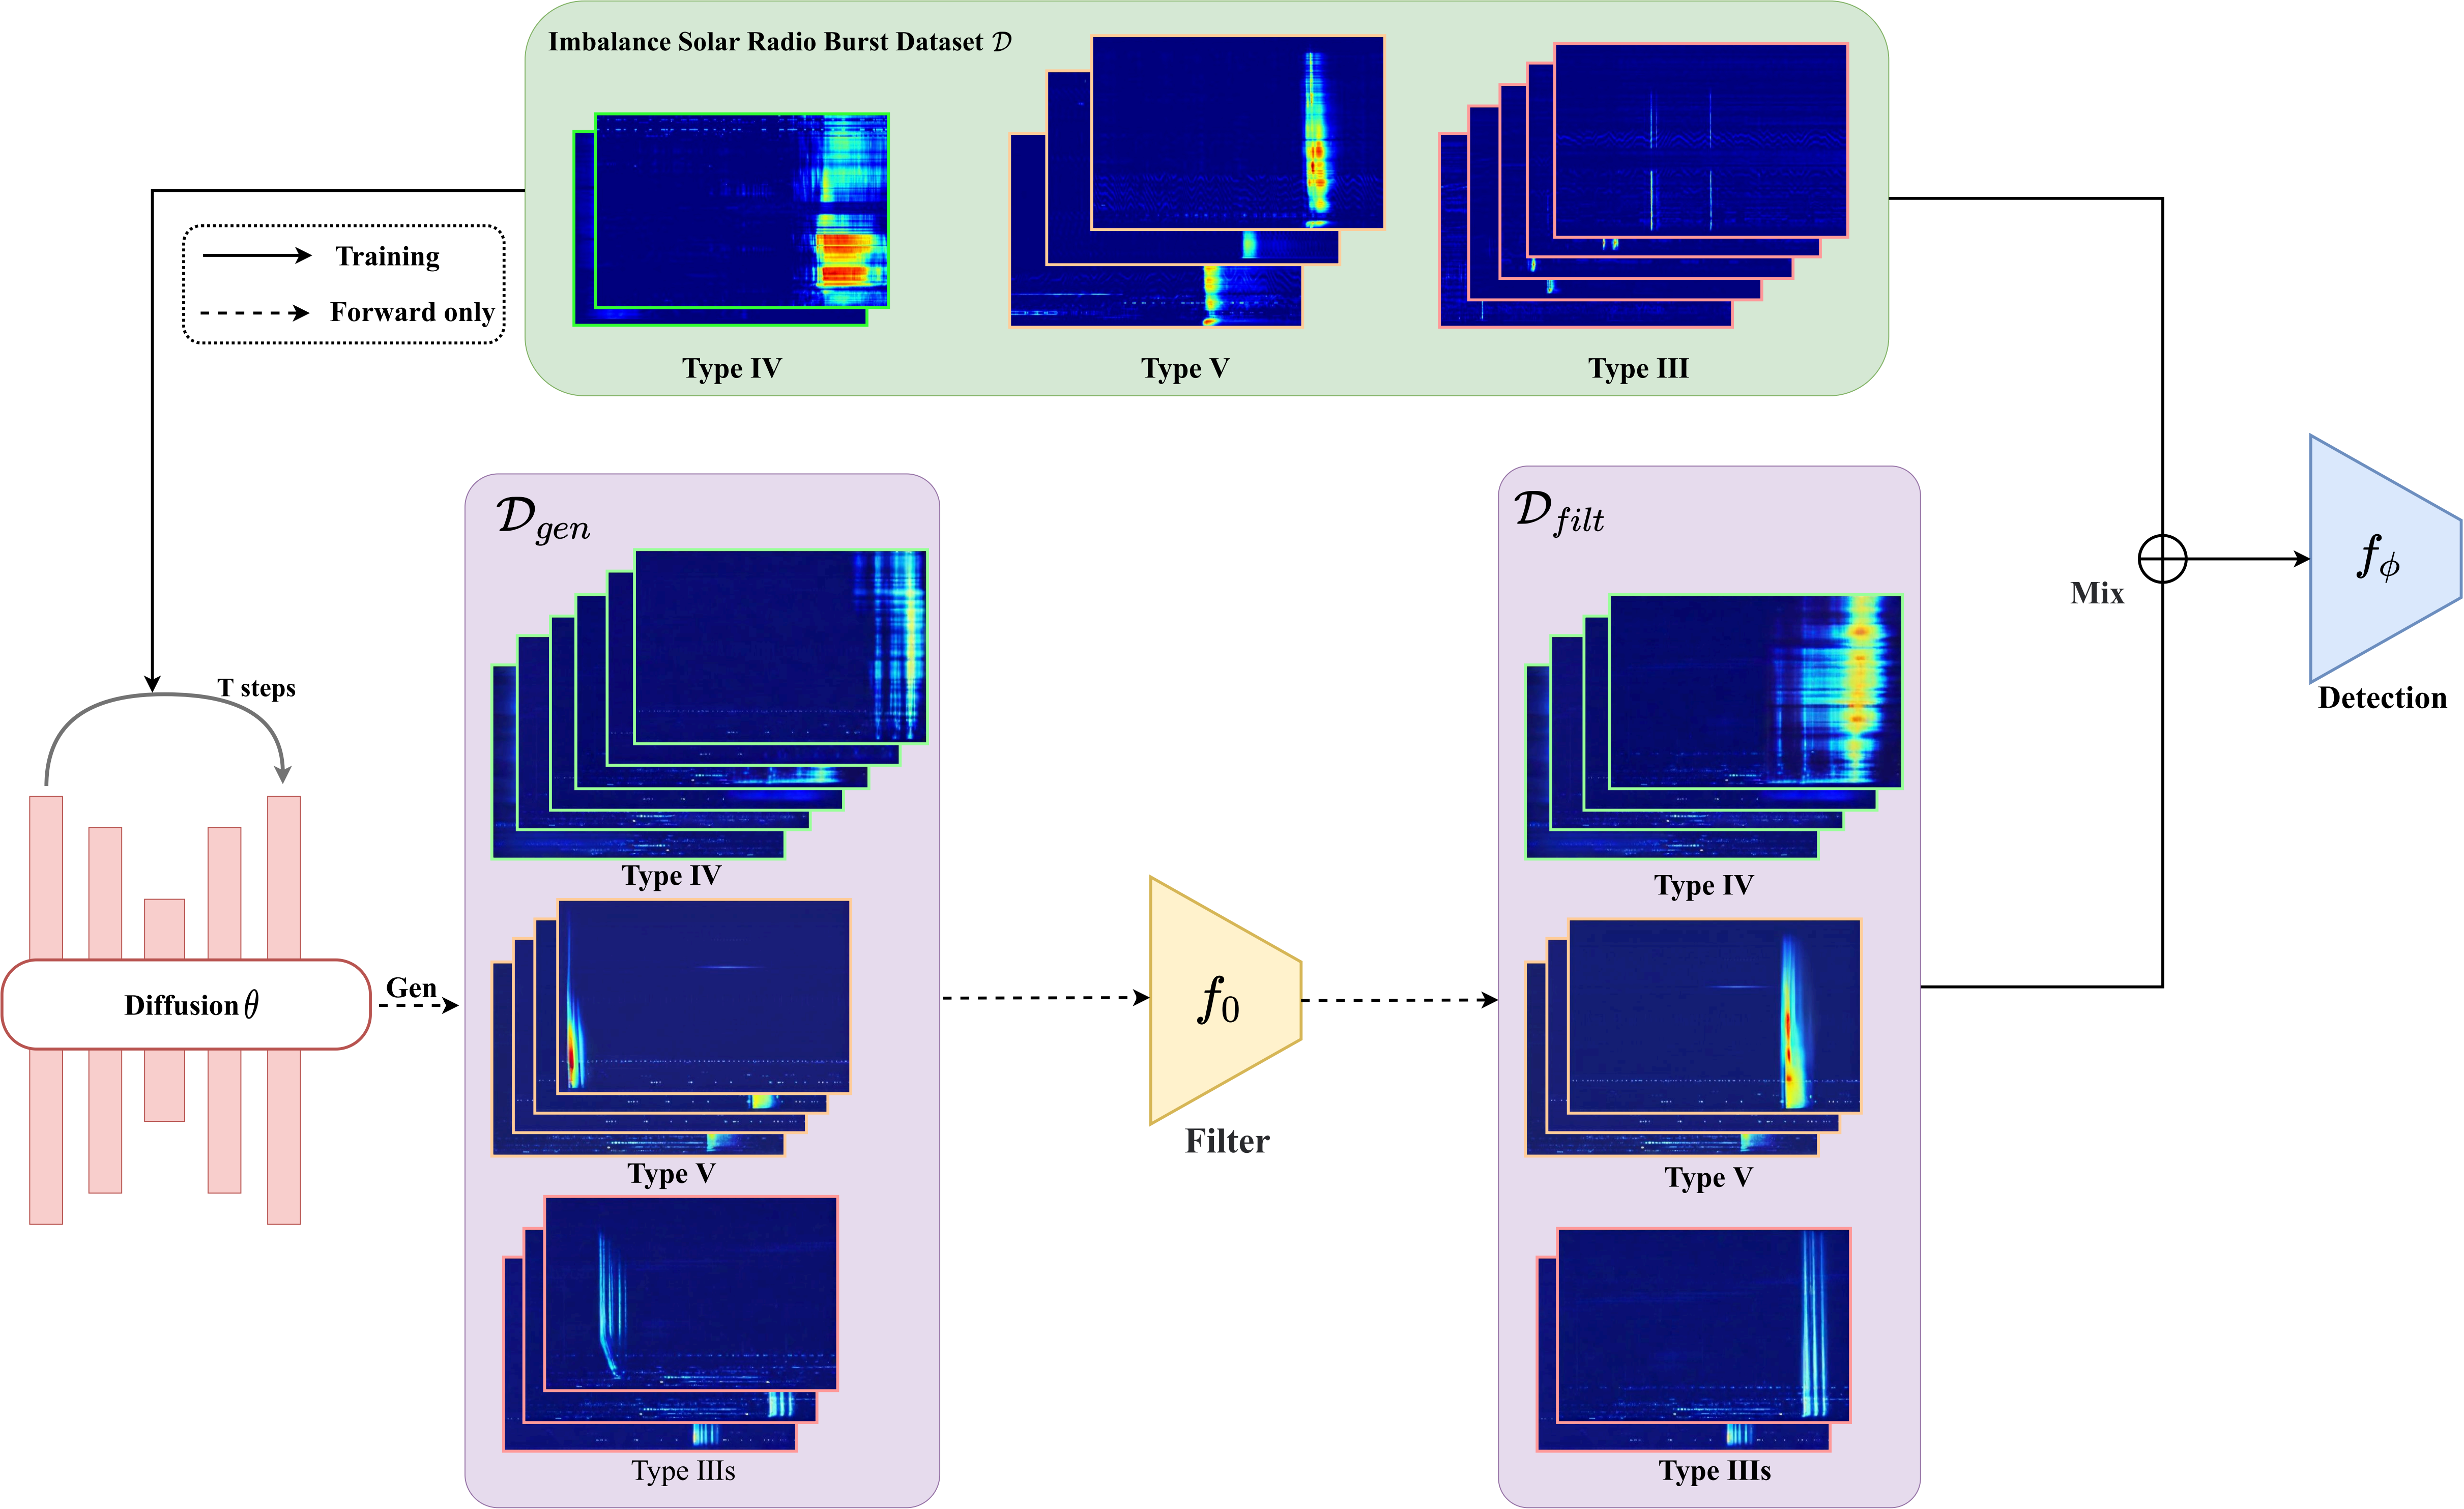 Imbalance Solar Radio Burst Dataset 𝒟
Type IV
Type V
Type III
Training
Forward only
T steps
Diffusion θ
Gen
𝒟gen
Type IV
Type V
Type IIIs
f0
Filter
𝒟filt
Type IV
Type V
Type IIIs
Mix
fϕ
Detection